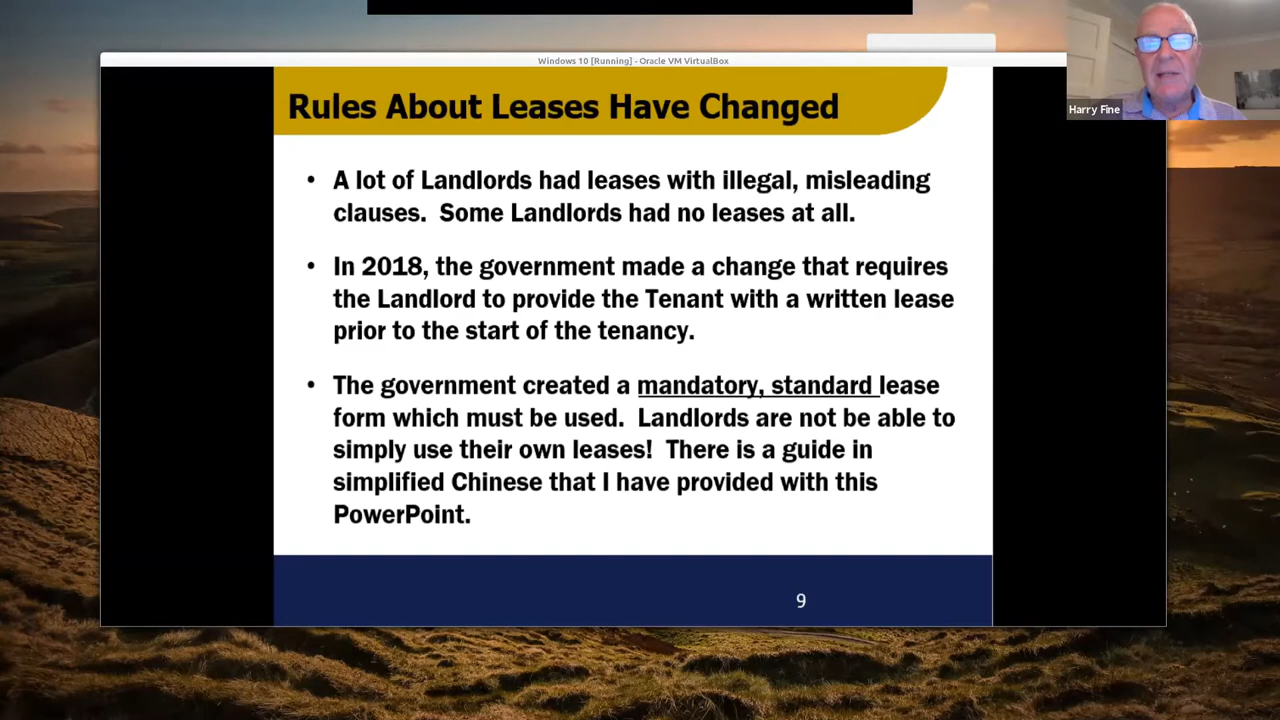 Windows 10 [Running] - Oracle VM VirtualBox
Harry Fine
Rules About Leases Have Changed
• A lot of Landlords had leases with illegal, misleading
clauses. Some Landlords had no leases at all.
• In 2018, the government made a change that requires
the Landlord to provide the Tenant with a written lease
prior to the start of the tenancy.
• The government created a mandatory, standard lease
form which must be used. Landlords are not be able to
simply use their own leases! There is a guide in
simplified Chinese that I have provided with this
PowerPoint.
9